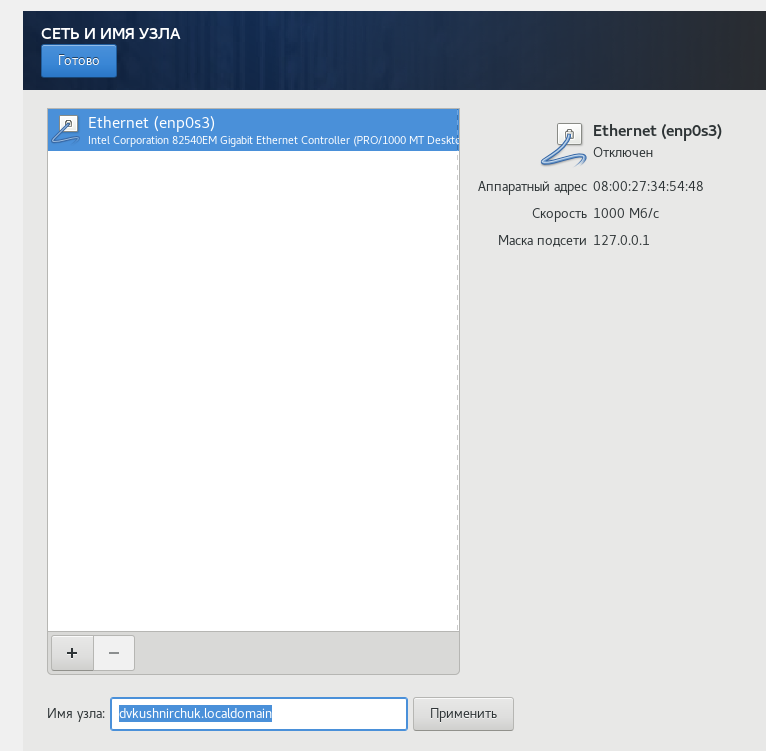 СЕТЬ И ИМЯ УЗЛА
Готово
Ethernet (enp0s3)
Intel Corporation 82540EM Gigabit Ethernet Controller (PRO/1000 MT Deskto
Ethernet (enp0s3)
Отключен
Аппаратный адрес 08:00:27:34:54:48
Скорость 1000 Мб/с
Маска подсети 127.0.0.1
+ −
Имя узла: dvkushnirchuk.localdomain Применить